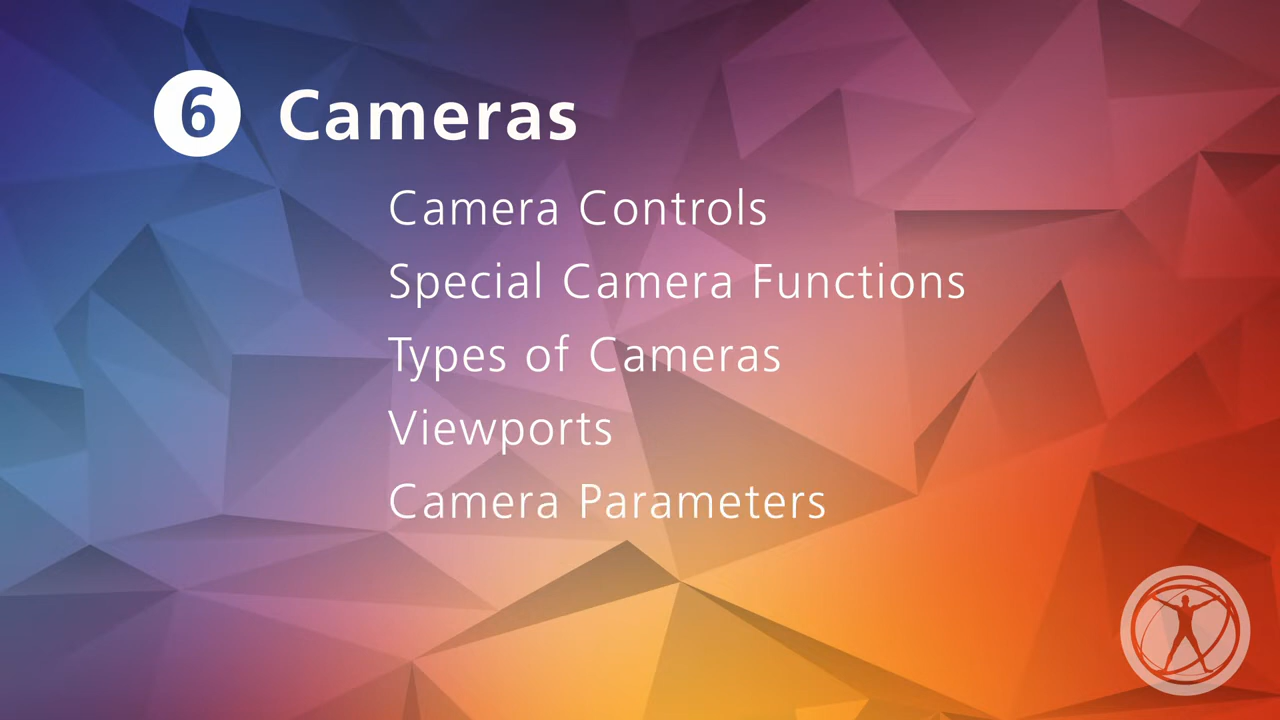 6 Cameras
Camera Controls
Special Camera Functions
Types of Cameras
Viewports
Camera Parameters